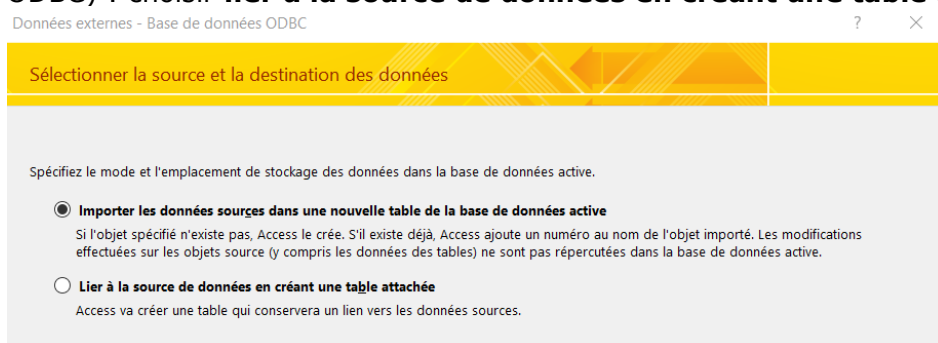 ODBC) : choisir lier à la source de données en créant une table
Données externes - Base de données ODBC ? ×
Sélectionner la source et la destination des données
Spécifiez le mode et l'emplacement de stockage des données dans la base de données active.
Importer les données sources dans une nouvelle table de la base de données active
Si l'objet spécifié n'existe pas, Access le crée. S'il existe déjà, Access ajoute un numéro au nom de l'objet importé. Les modifications
effectuées sur les objets source (y compris les données des tables) ne sont pas répercutées dans la base de données active.
Lier à la source de données en créant une table attachée
Access va créer une table qui conservera un lien vers les données sources.